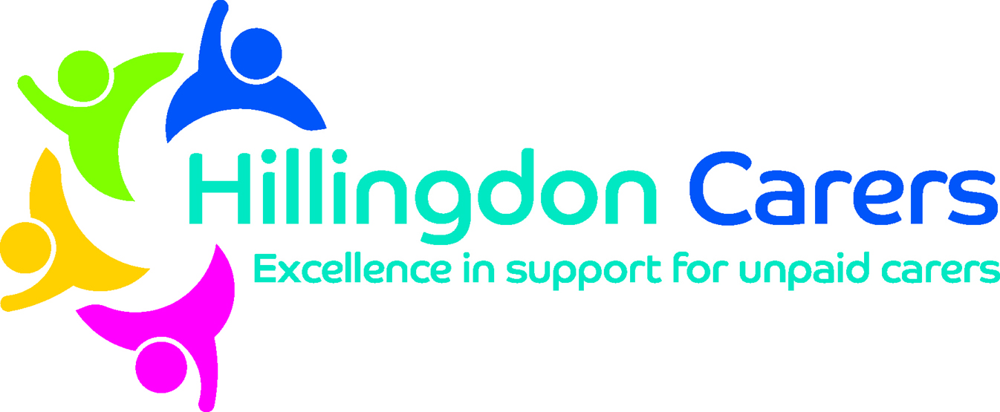 Hillingdon Carers
Excellence in support for unpaid carers